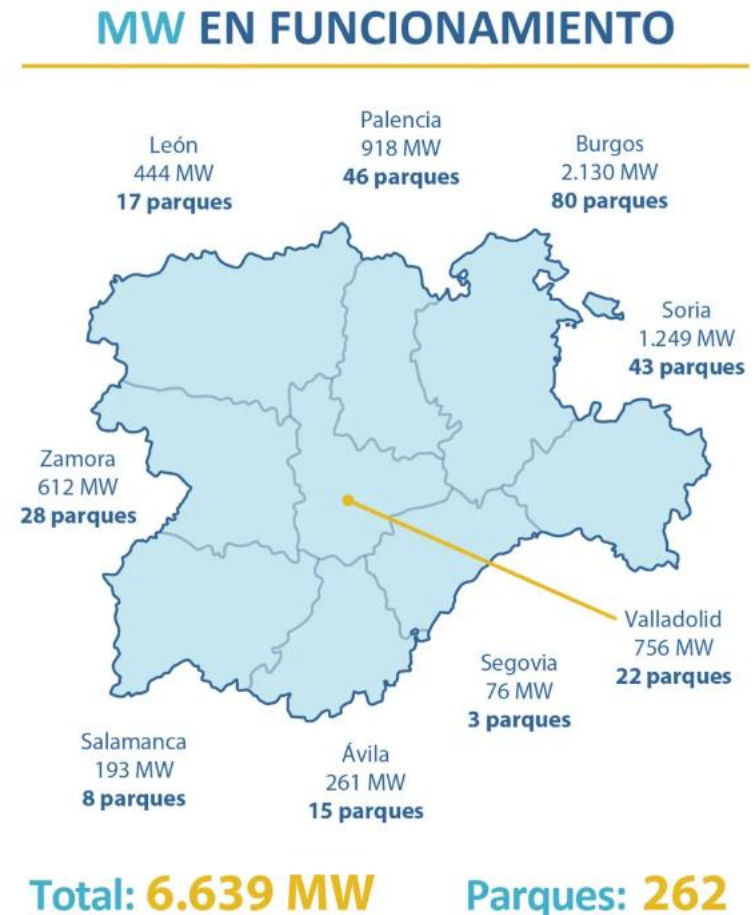 MW EN FUNCIONAMIENTO
León
444 MW
17 parques
Palencia
918 MW
46 parques
Burgos
2.130 MW
80 parques
Soria
1.249 MW
43 parques
Zamora
612 MW
28 parques
Valladolid
756 MW
22 parques
Segovia
76 MW
3 parques
Salamanca
193 MW
8 parques
Ávila
261 MW
15 parques
Total: 6.639 MW
Parques: 262